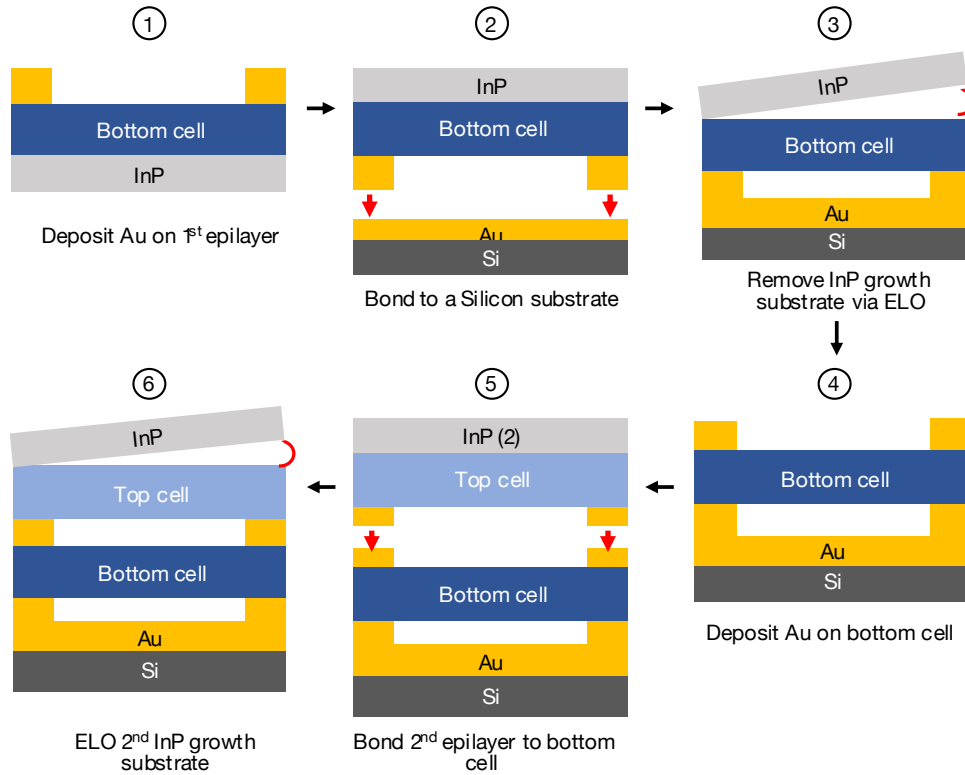 1
Bottom cell
InP
Deposit Au on 1st epilayer
2
InP
Bottom cell
Au
Si
Bond to a Silicon substrate
3
InP
Bottom cell
Au
Si
Remove InP growth
substrate via ELO
6
InP
Top cell
Bottom cell
Au
Si
ELO 2nd InP growth
substrate
5
InP (2)
Top cell
Bottom cell
Au
Si
Bond 2nd epilayer to bottom
cell
4
Bottom cell
Au
Si
Deposit Au on bottom cell